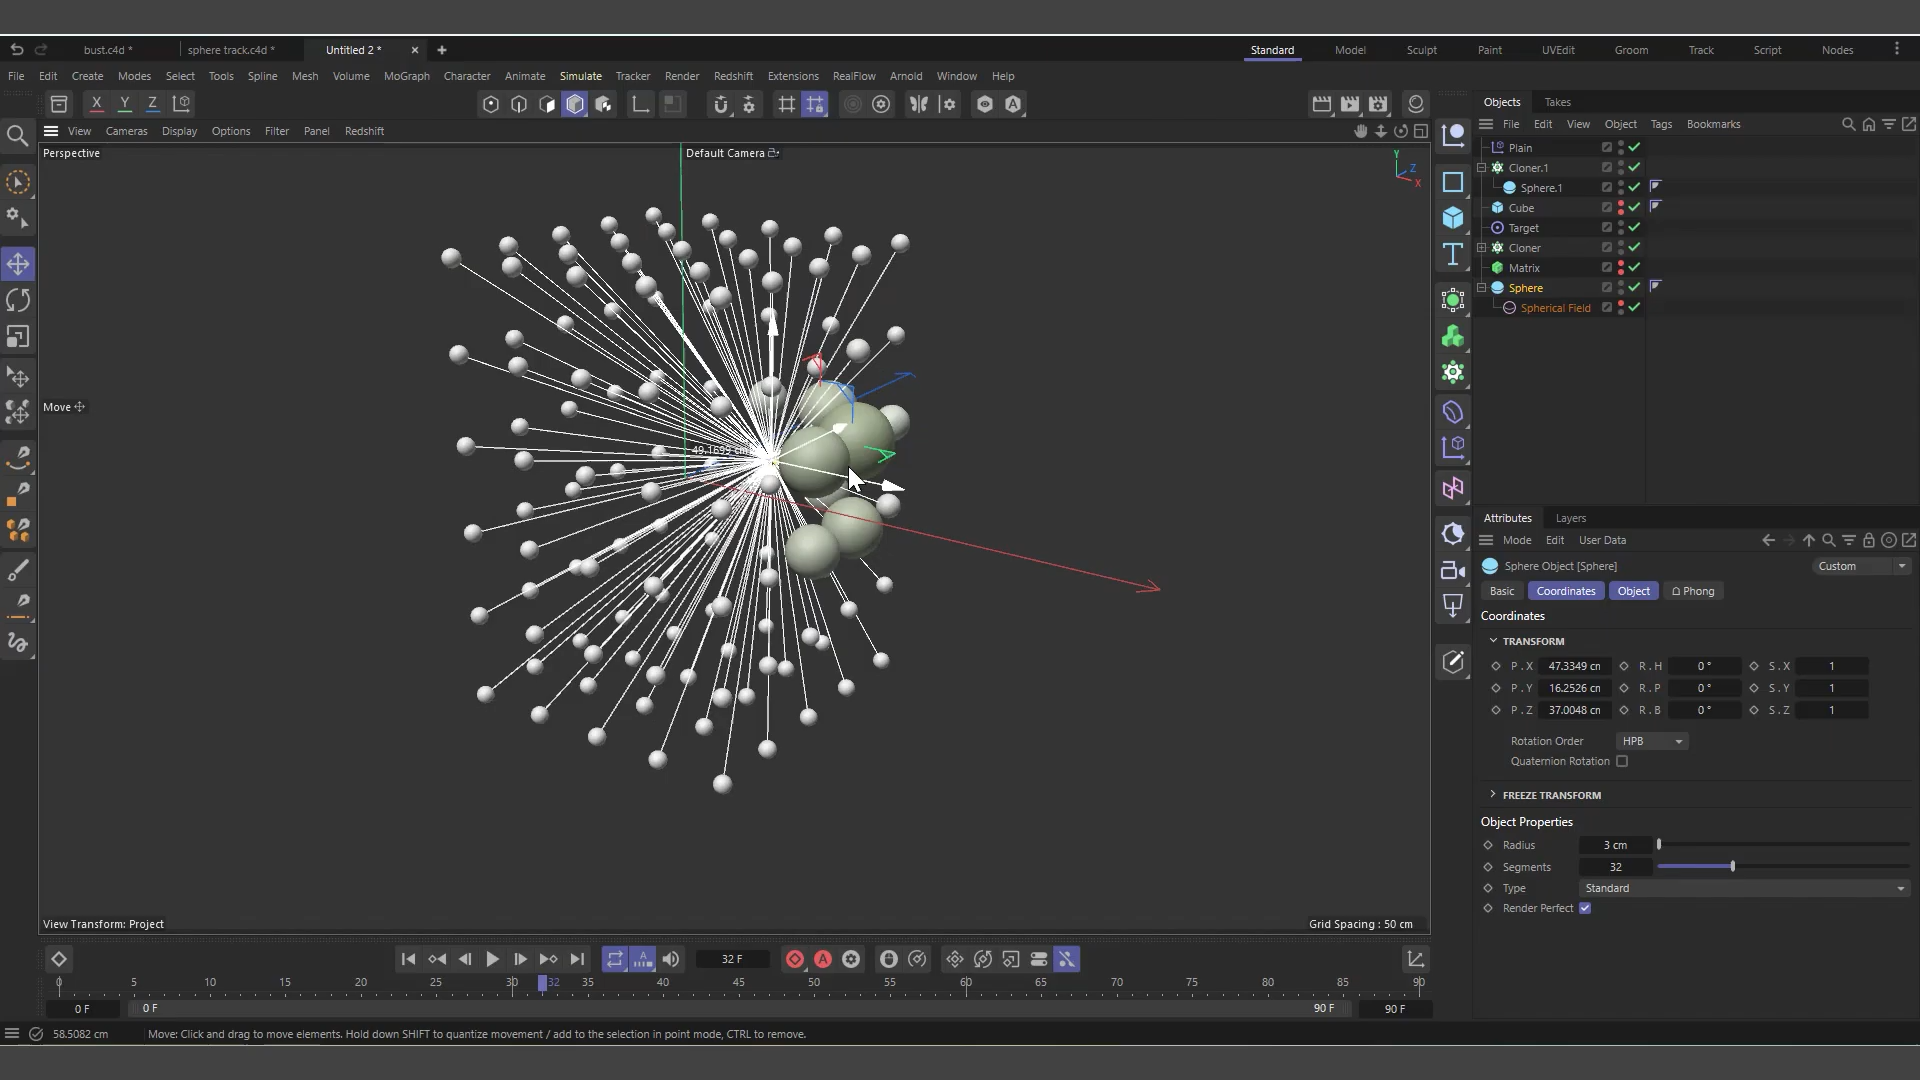 bust.c4d *
sphere track.c4d *
Untitled 2 *
Standard
Model
Sculpt
Paint
UVEdit
Groom
Track
Script
Nodes
File Edit Create Modes Select Tools Spline Mesh Volume MoGraph Character Animate Simulate Tracker Render Redshift Extensions RealFlow Arnold Window Help
X Y Z
Objects Takes
View Cameras Display Options Filter Panel Redshift
File Edit View Object Tags Bookmarks
Perspective
Default Camera
Y
Z
X
Plain
Cloner.1
Sphere.1
Cube
Target
Cloner
Matrix
Sphere
Spherical Field
Move
49.1699 cm
Attributes Layers
Mode Edit User Data
Sphere Object [Sphere]
Custom
Basic Coordinates Object Phong
Coordinates
TRANSFORM
P . X 47.3349 cn R . H 0 ° S . X 1
P . Y 16.2526 cn R . P 0 ° S . Y 1
P . Z 37.0048 cn R . B 0 ° S . Z 1
Rotation Order HPB
Quaternion Rotation
FREEZE TRANSFORM
Object Properties
Radius 3 cm
Segments 32
Type Standard
Render Perfect
View Transform: Project
Grid Spacing : 50 cm
32 F
0 5 10 15 20 25 30 32 35 40 45 50 55 60 65 70 75 80 85 90
0 F 0 F 90 F 90 F
58.5082 cm
Move: Click and drag to move elements. Hold down SHIFT to quantize movement / add to the selection in point mode, CTRL to remove.